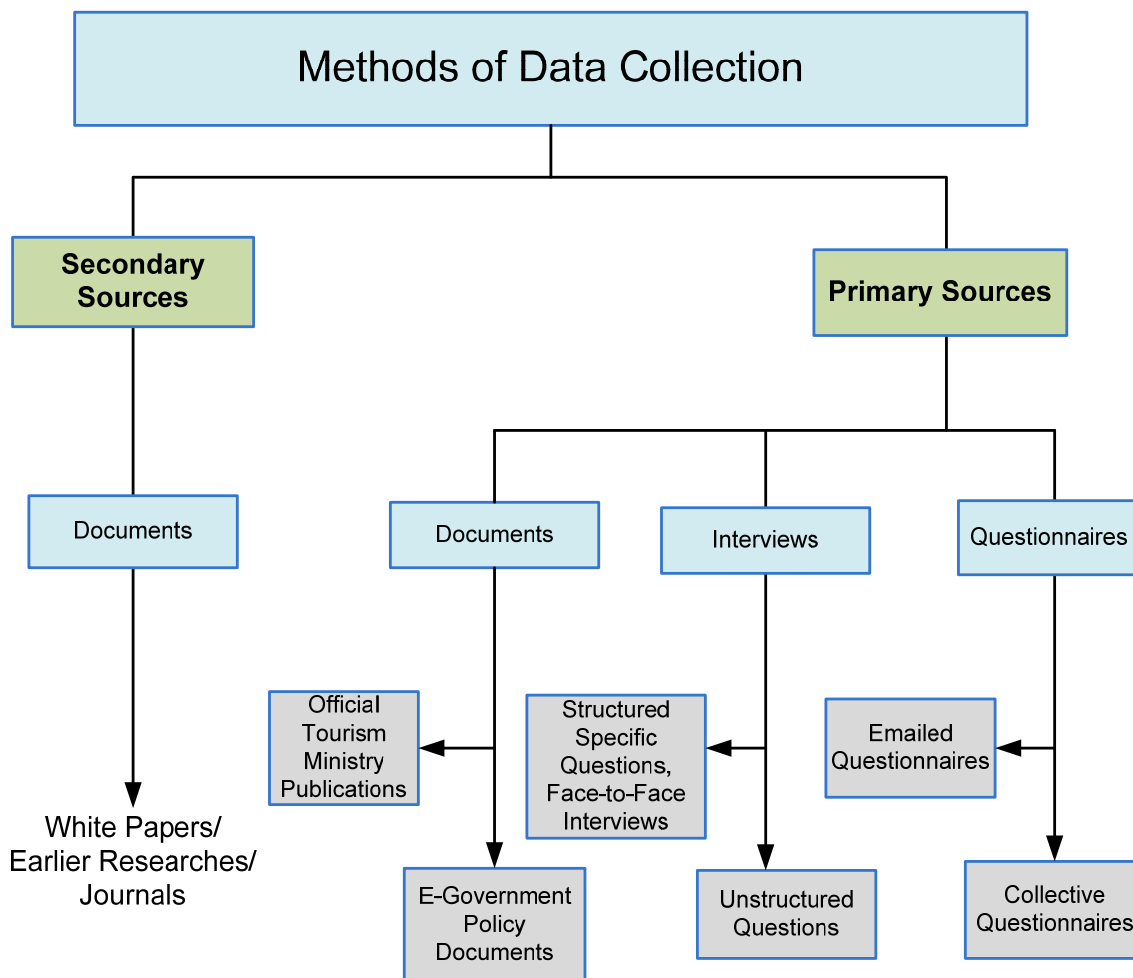 Methods of Data Collection
Secondary
Sources
Primary Sources
Documents
Documents
Interviews
Questionnaires
Official
Tourism
Ministry
Publications
Structured
Specific
Questions,
Face-to-Face
Interviews
Emailed
Questionnaires
White Papers/
Earlier Researches/
Journals
E-Government
Policy
Documents
Unstructured
Questions
Collective
Questionnaires